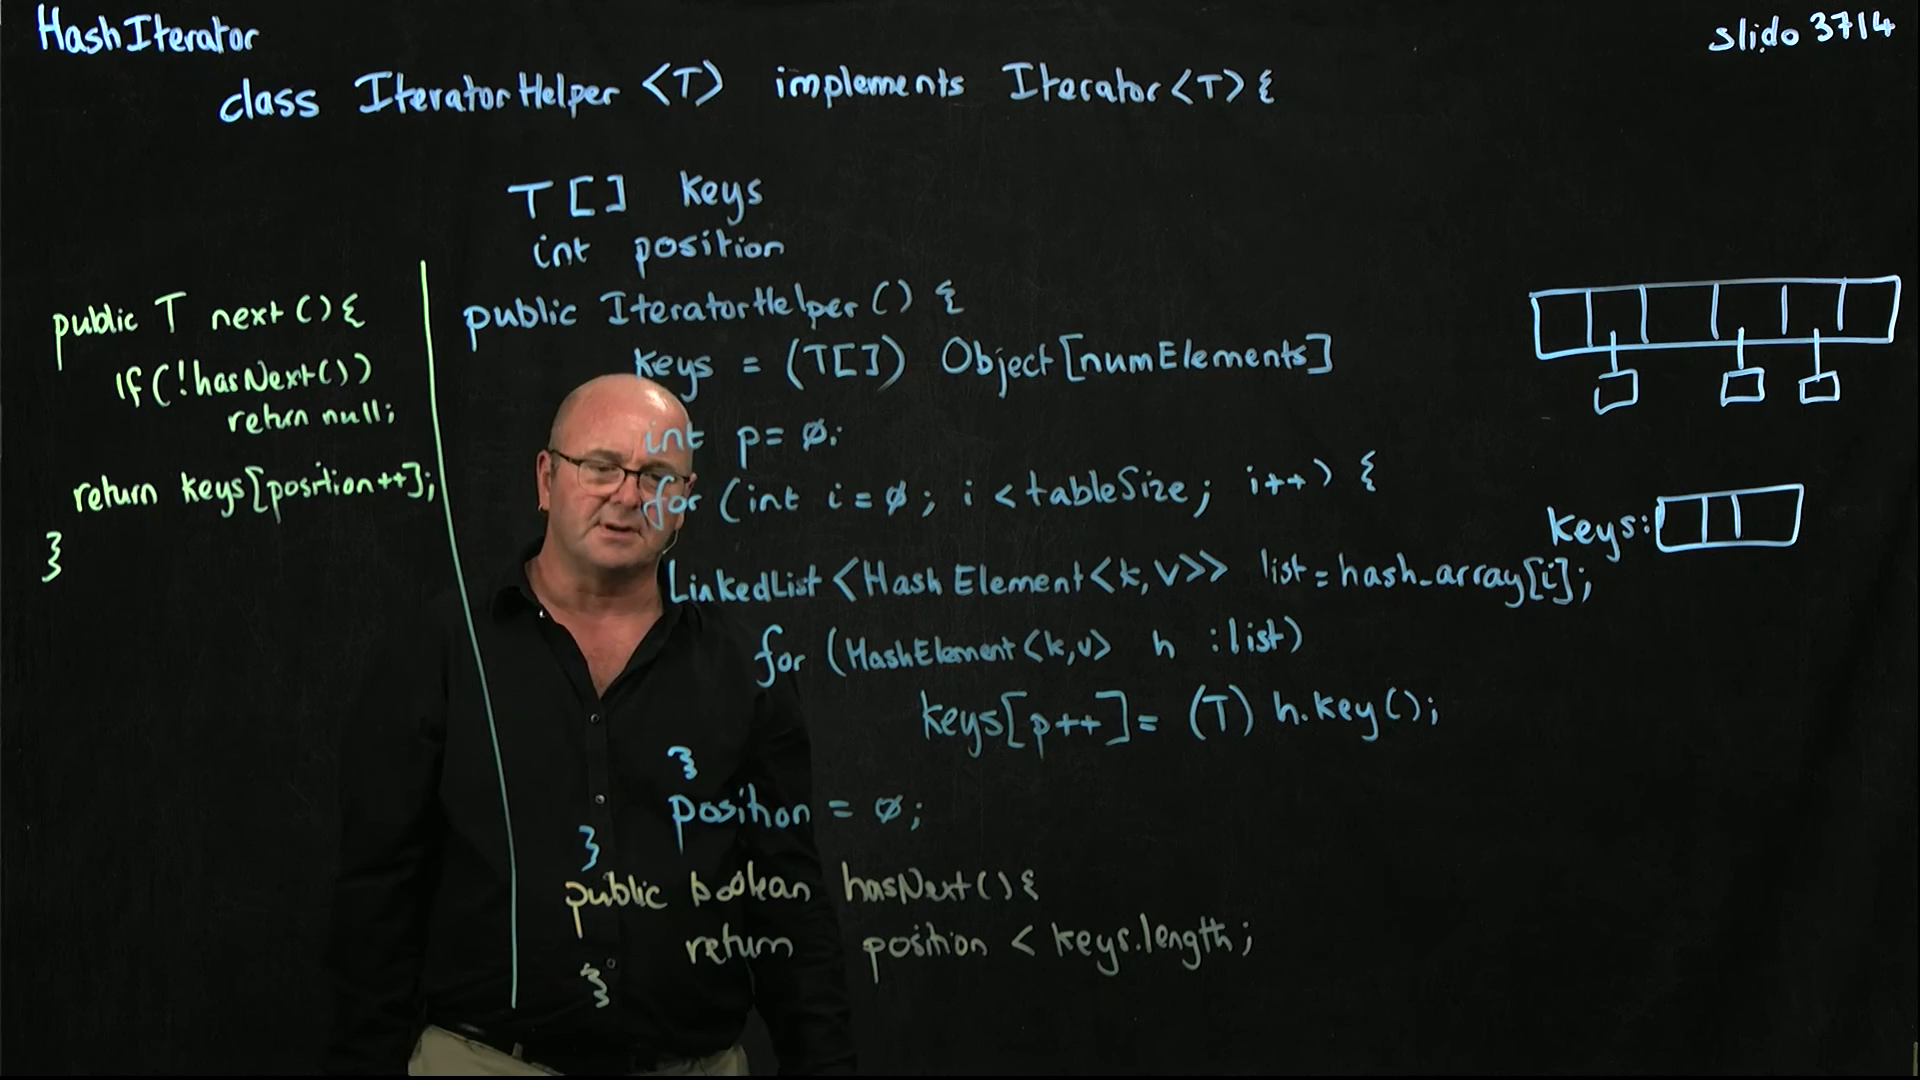 HashIterator
slido 3714
class IteratorHelper <T> implements Iterator<T>{
T[] keys
int position
public IteratorHelper() {
keys = (T[]) Object[numElements]
int p=0;
for (int i=0; i<tableSize; i++) {
LinkedList<HashElement<k,v>> list=hash_array[i];
for (HashElement<k,v> h :list)
keys[p++]= (T) h.key();
}
position = 0;
}
public boolean hasNext(){
return position < keys.length;
}
public T next(){
if(!hasNext())
return null;
return keys[position++];
}
keys: